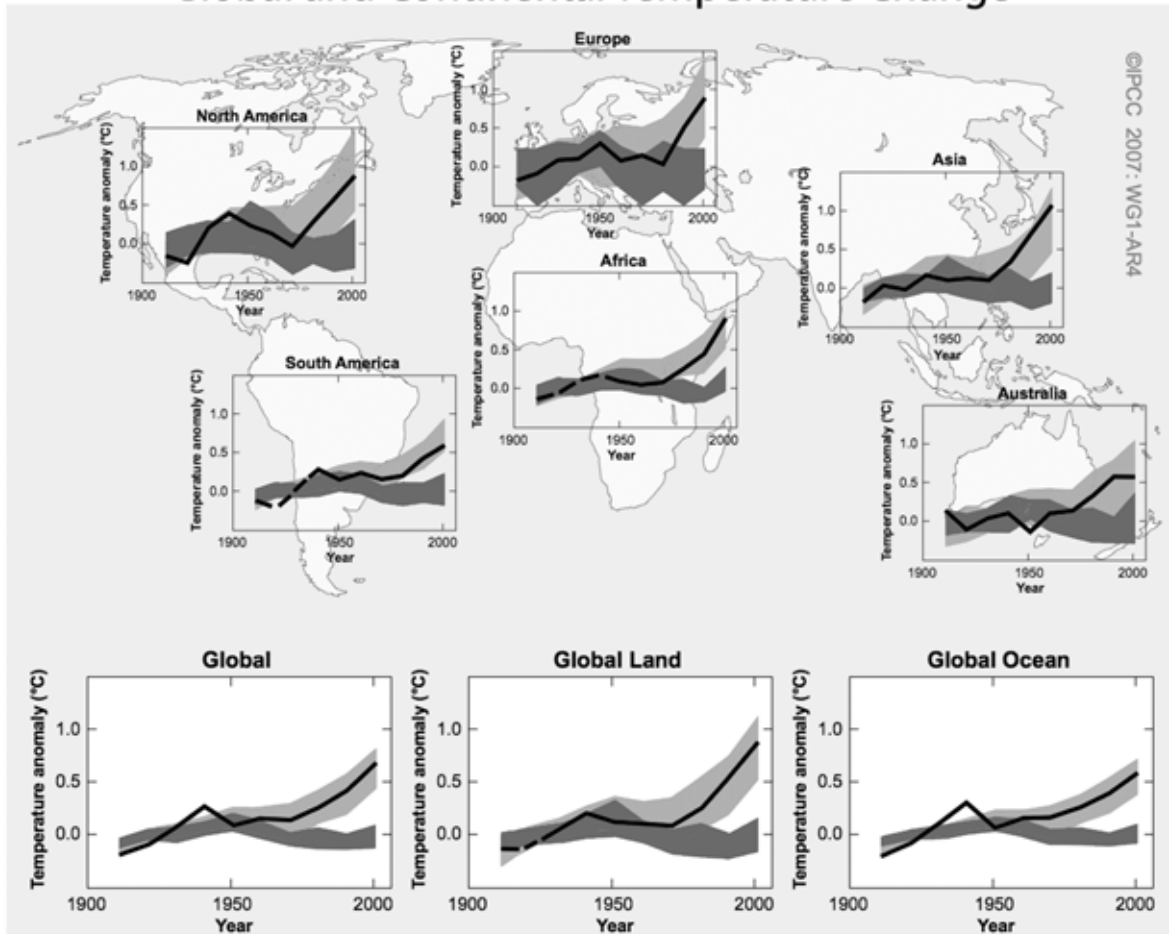 Global and Continental Temperature Change
©IPCC 2007: WG1-AR4
Europe
Temperature anomaly (°C)
1.0
0.5
0.0
1900
1950
2000
Year
North America
Temperature anomaly (°C)
1.0
0.5
0.0
1900
1950
2000
Year
Asia
Temperature anomaly (°C)
1.0
0.5
0.0
1900
1950
2000
Year
Africa
Temperature anomaly (°C)
1.0
0.5
0.0
1900
1950
2000
Year
South America
Temperature anomaly (°C)
1.0
0.5
0.0
1900
1950
2000
Year
Australia
Temperature anomaly (°C)
1.0
0.5
0.0
1900
1950
2000
Year
Global
Temperature anomaly (°C)
1.0
0.5
0.0
1900
1950
2000
Year
Global Land
Temperature anomaly (°C)
1.0
0.5
0.0
1900
1950
2000
Year
Global Ocean
Temperature anomaly (°C)
1.0
0.5
0.0
1900
1950
2000
Year